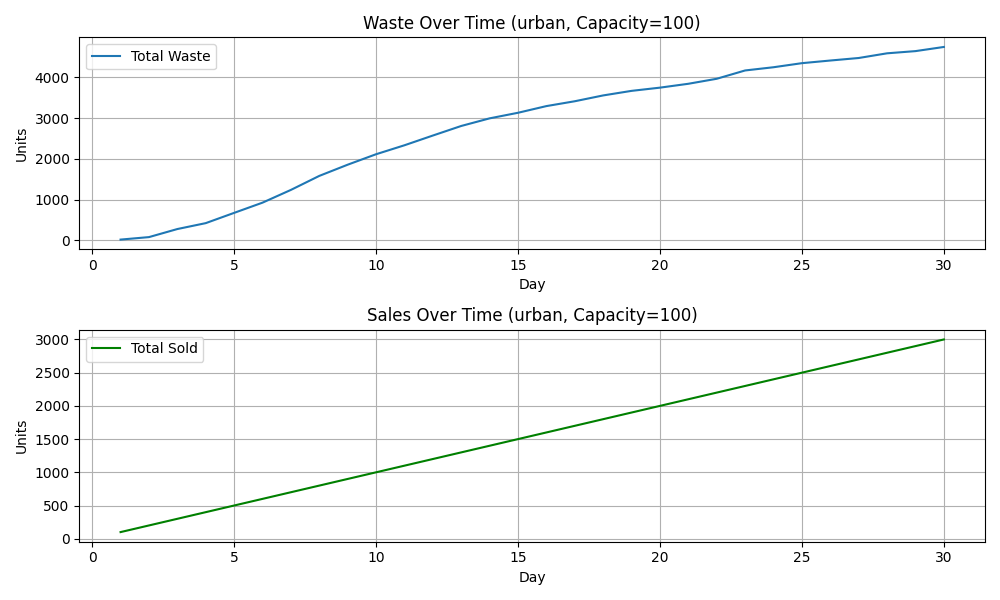 Waste Over Time (urban, Capacity=100)
Total Waste
Units
4000
3000
2000
1000
0
0 5 10 15 20 25 30
Day
Sales Over Time (urban, Capacity=100)
Total Sold
Units
3000
2500
2000
1500
1000
500
0
0 5 10 15 20 25 30
Day